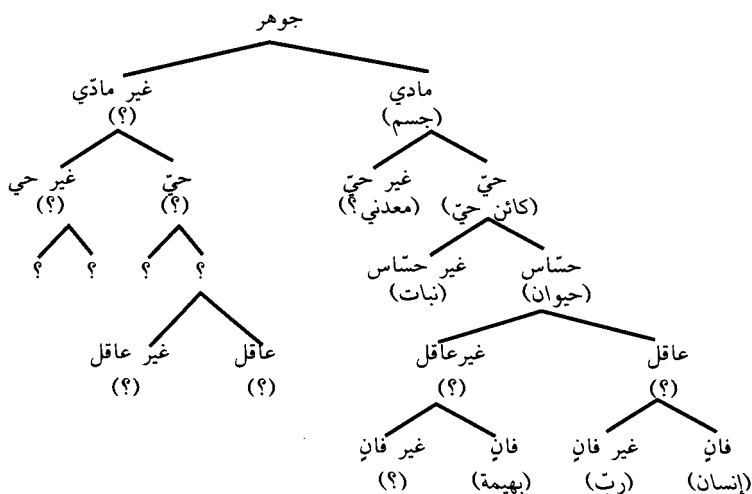 جوهر
مادي غير مادّي
(جسم) (؟)
حيّ غير حيّ حيّ غير حي
(كائن حيّ) (معدني؟) (؟) (؟)
حسّاس غير حسّاس ؟ ؟ ؟ ؟
(حيوان) (نبات)
عاقل غيرعاقل عاقل غير عاقل
(؟) (؟) (؟) (؟)
فانٍ غير فانٍ فانٍ غير فانٍ
(إنسان) (ربّ) (بهيمة) (؟)